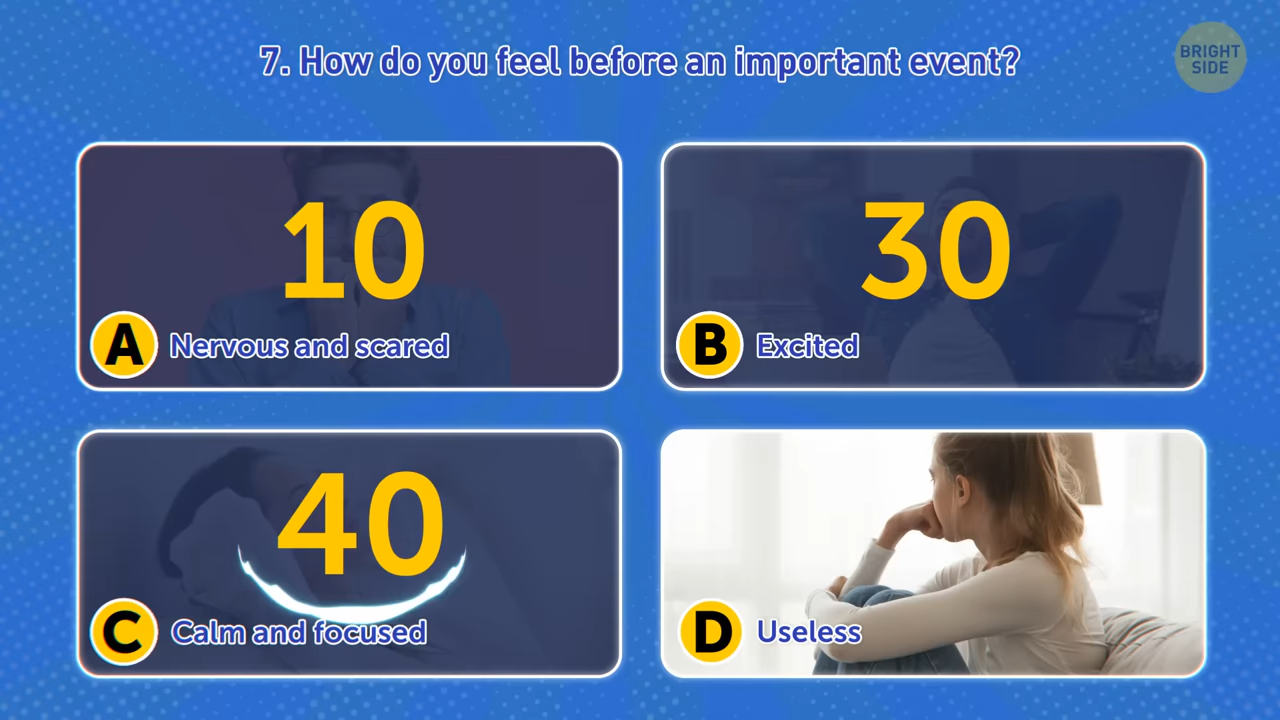 7. How do you feel before an important event?
BRIGHT
SIDE
10
A Nervous and scared
30
B Excited
40
C Calm and focused
D Useless